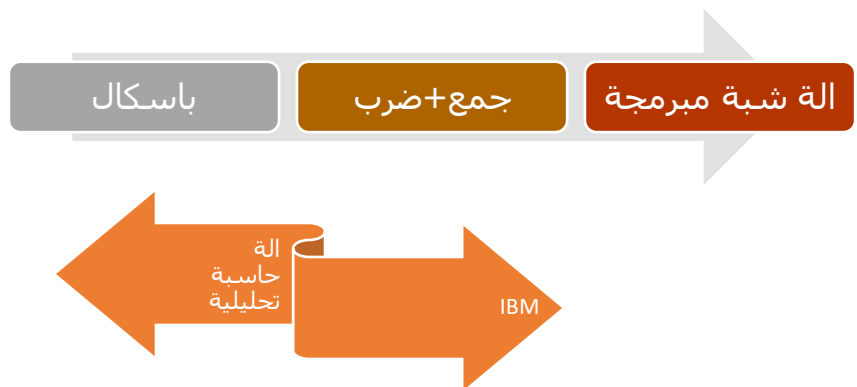 باسكال
جمع+ضرب
الة شبة مبرمجة
الة
حاسبة
تحليلية
IBM